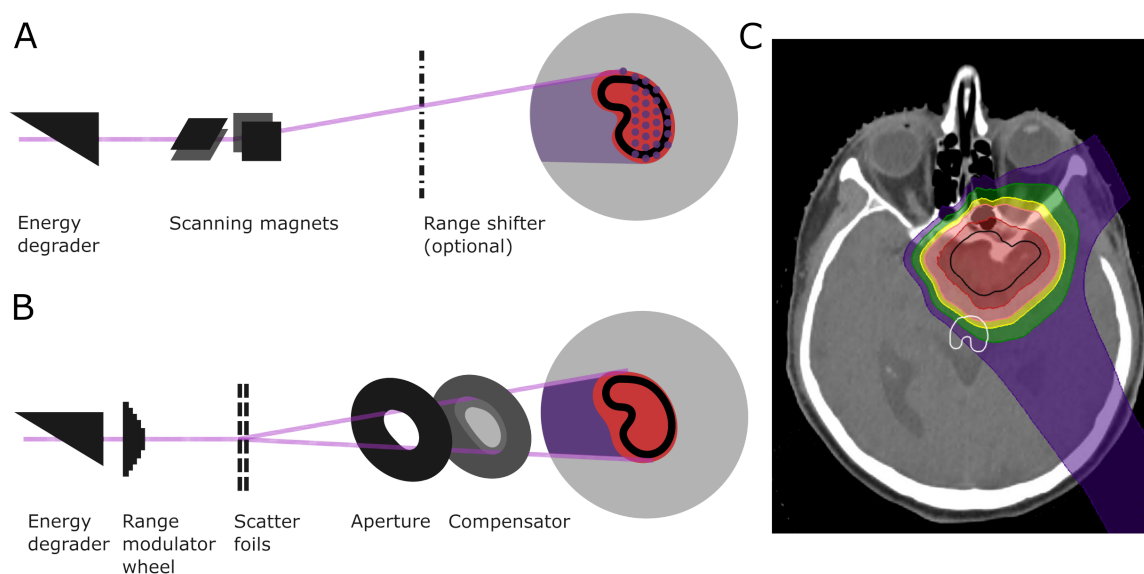 A
Energy
degrader
Scanning magnets
Range shifter
(optional)
B
Energy
degrader
Range
modulator
wheel
Scatter
foils
Aperture
Compensator
C